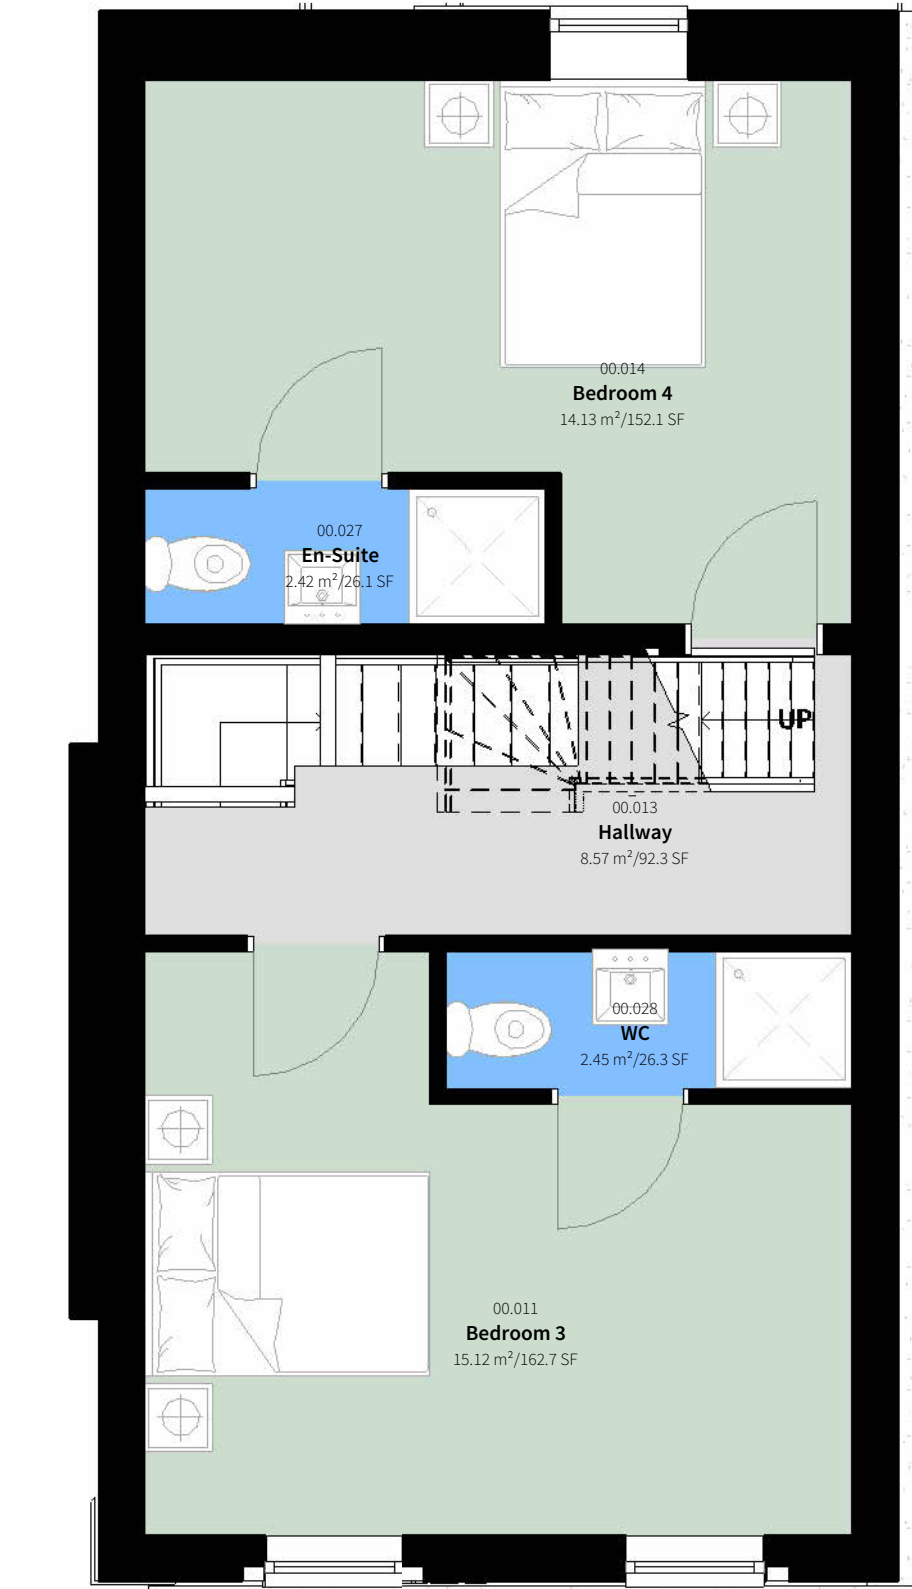 00.014
Bedroom 4
14.13 m²/152.1 SF
00.027
En-Suite
2.42 m²/26.1 SF
UP
00.013
Hallway
8.57 m²/92.3 SF
00.028
WC
2.45 m²/26.3 SF
00.011
Bedroom 3
15.12 m²/162.7 SF